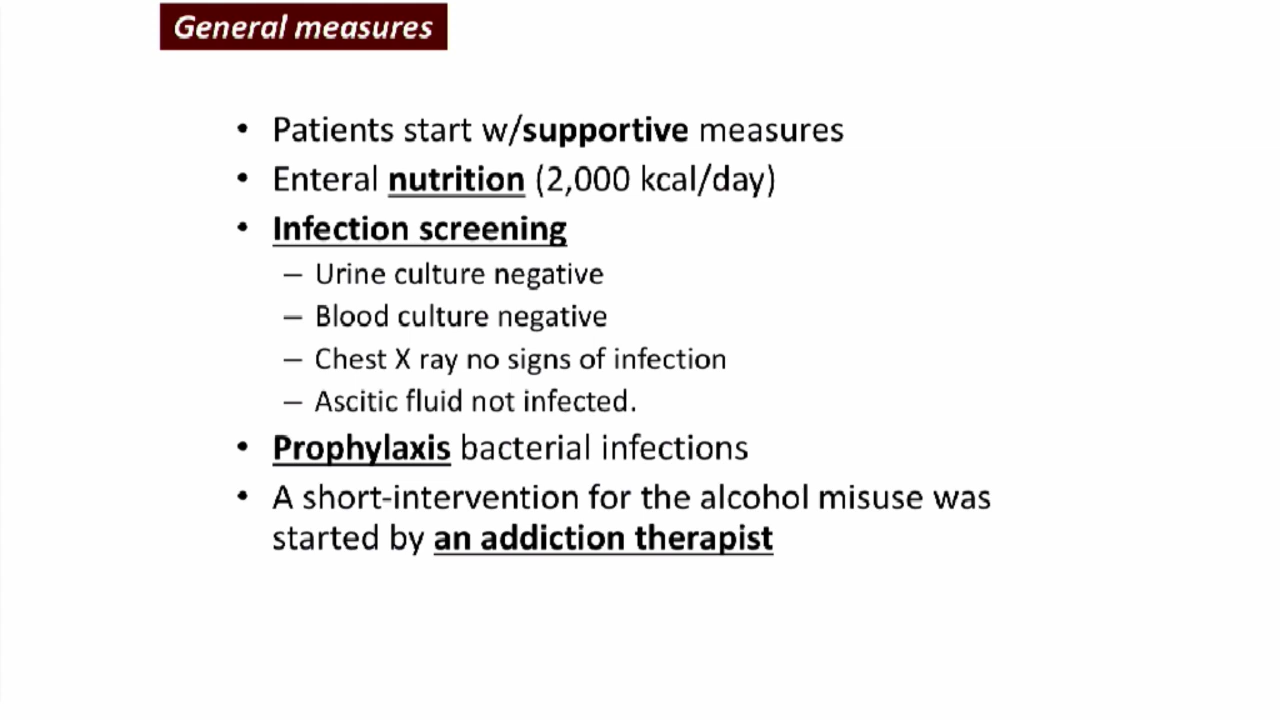 General measures
• Patients start w/supportive measures
• Enteral nutrition (2,000 kcal/day)
• Infection screening
– Urine culture negative
– Blood culture negative
– Chest X ray no signs of infection
– Ascitic fluid not infected.
• Prophylaxis bacterial infections
• A short-intervention for the alcohol misuse was
started by an addiction therapist